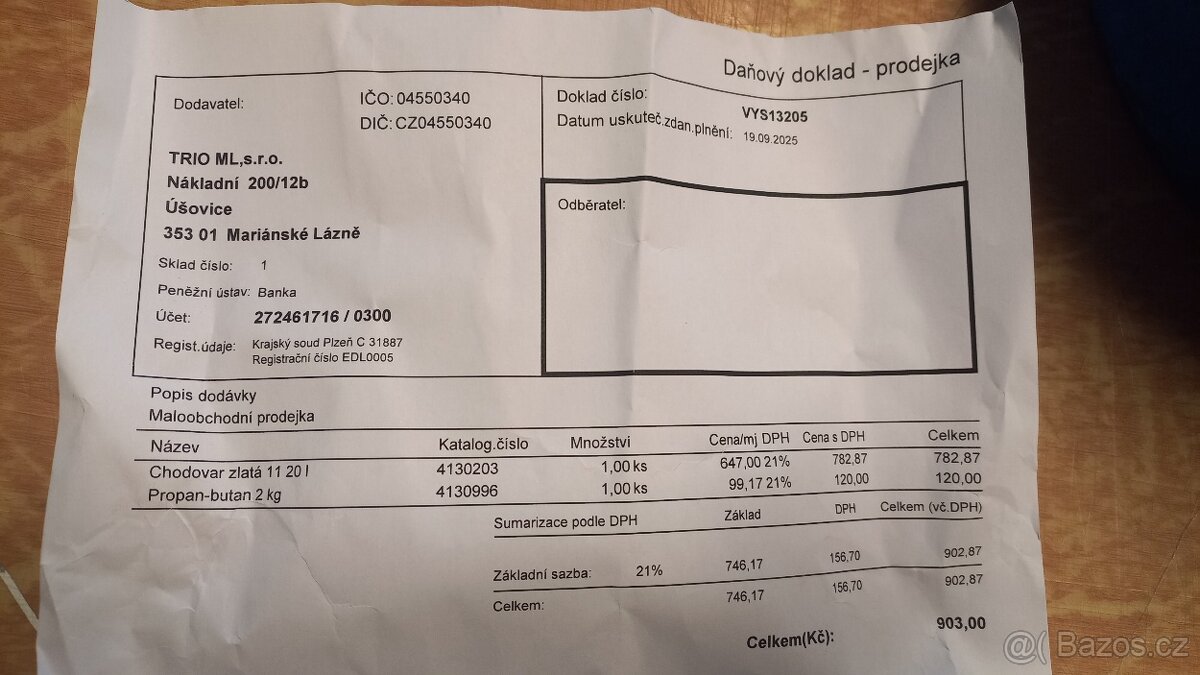 Daňový doklad - prodejka
Dodavatel: IČO: 04550340
DIČ: CZ04550340
TRIO ML,s.r.o.
Nákladní 200/12b
Úšovice
353 01 Mariánské Lázně
Sklad číslo: 1
Peněžní ústav: Banka
Účet: 272461716 / 0300
Regist.údaje: Krajský soud Plzeň C 31887
Registrační číslo EDL0005
Doklad číslo: VYS13205
Datum uskuteč.zdan.plnění: 19.09.2025
Odběratel:
Popis dodávky
Maloobchodní prodejka
Název Katalog.číslo Množství Cena/mj DPH Cena s DPH Celkem
Chodovar zlatá 11 20 l 4130203 1,00 ks 647,00 21% 782,87 782,87
Propan-butan 2 kg 4130996 1,00 ks 99,17 21% 120,00 120,00
Sumarizace podle DPH Základ DPH Celkem (vč.DPH)
Základní sazba: 21% 746,17 156,70 902,87
Celkem: 746,17 156,70 902,87
Celkem(Kč): 903,00
@( Bazos.cz